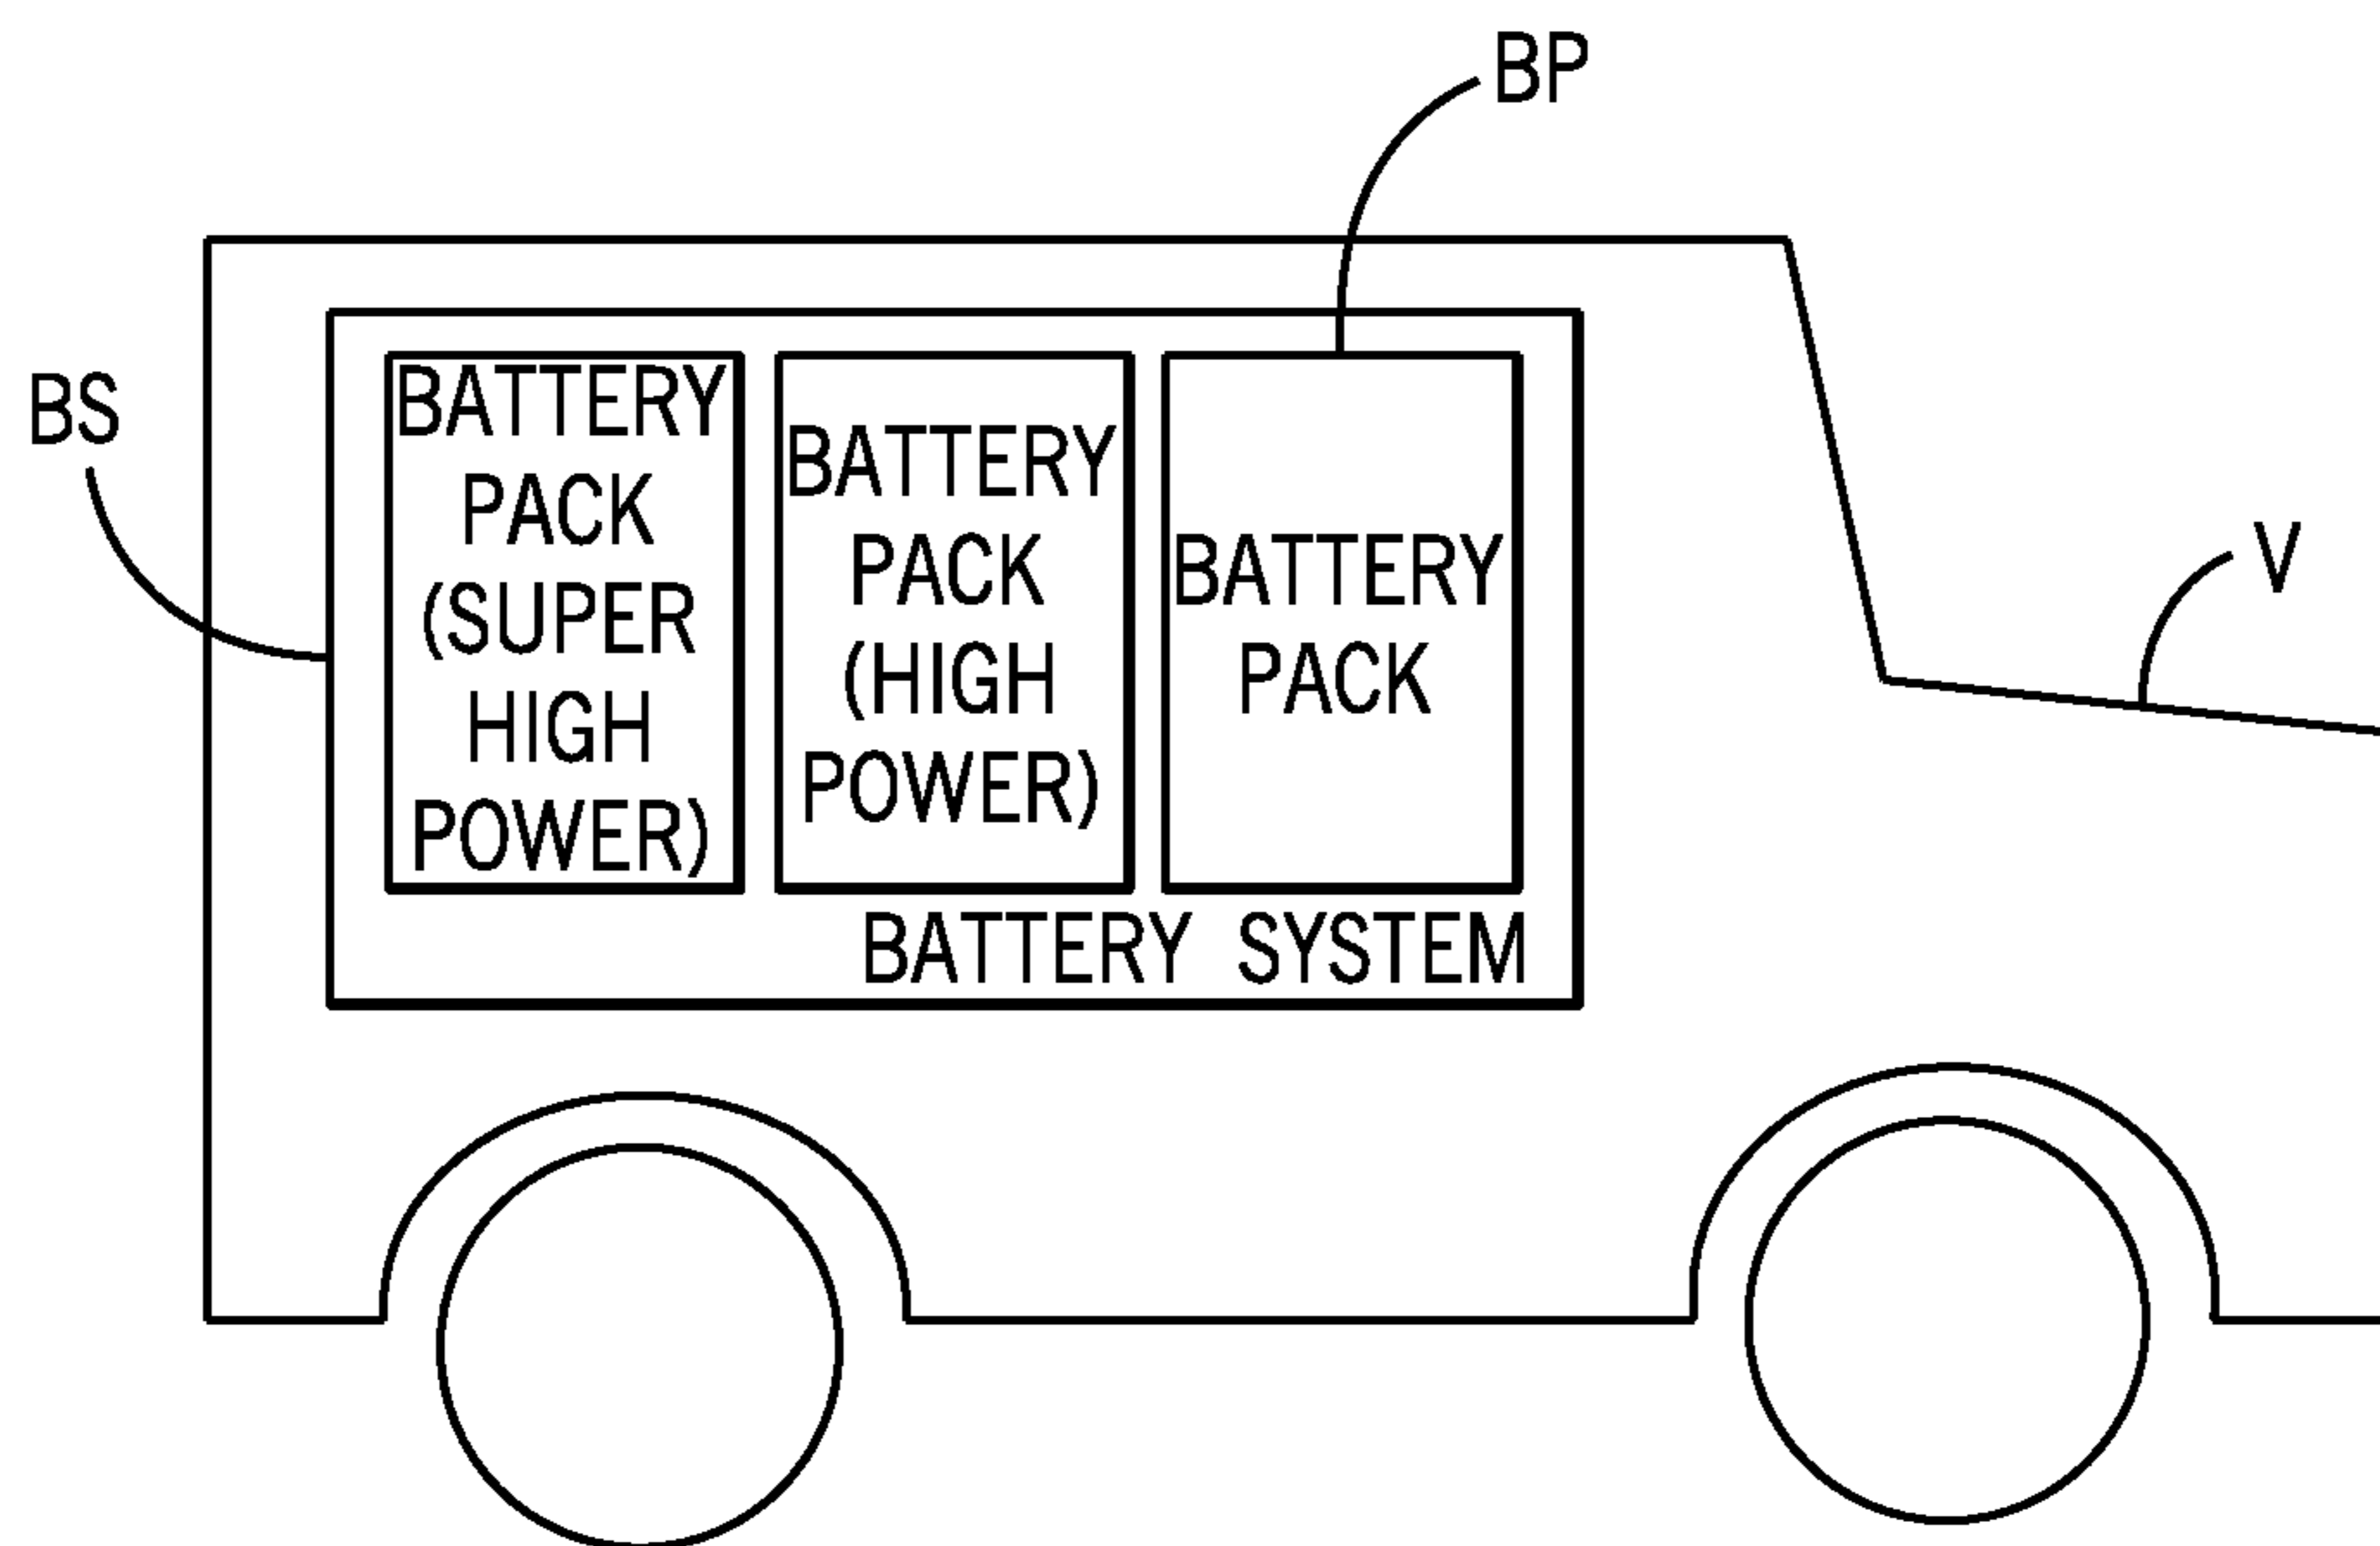 BP
BS
V
BATTERY
PACK
(SUPER
HIGH
POWER)
BATTERY
PACK
(HIGH
POWER)
BATTERY
PACK
BATTERY SYSTEM